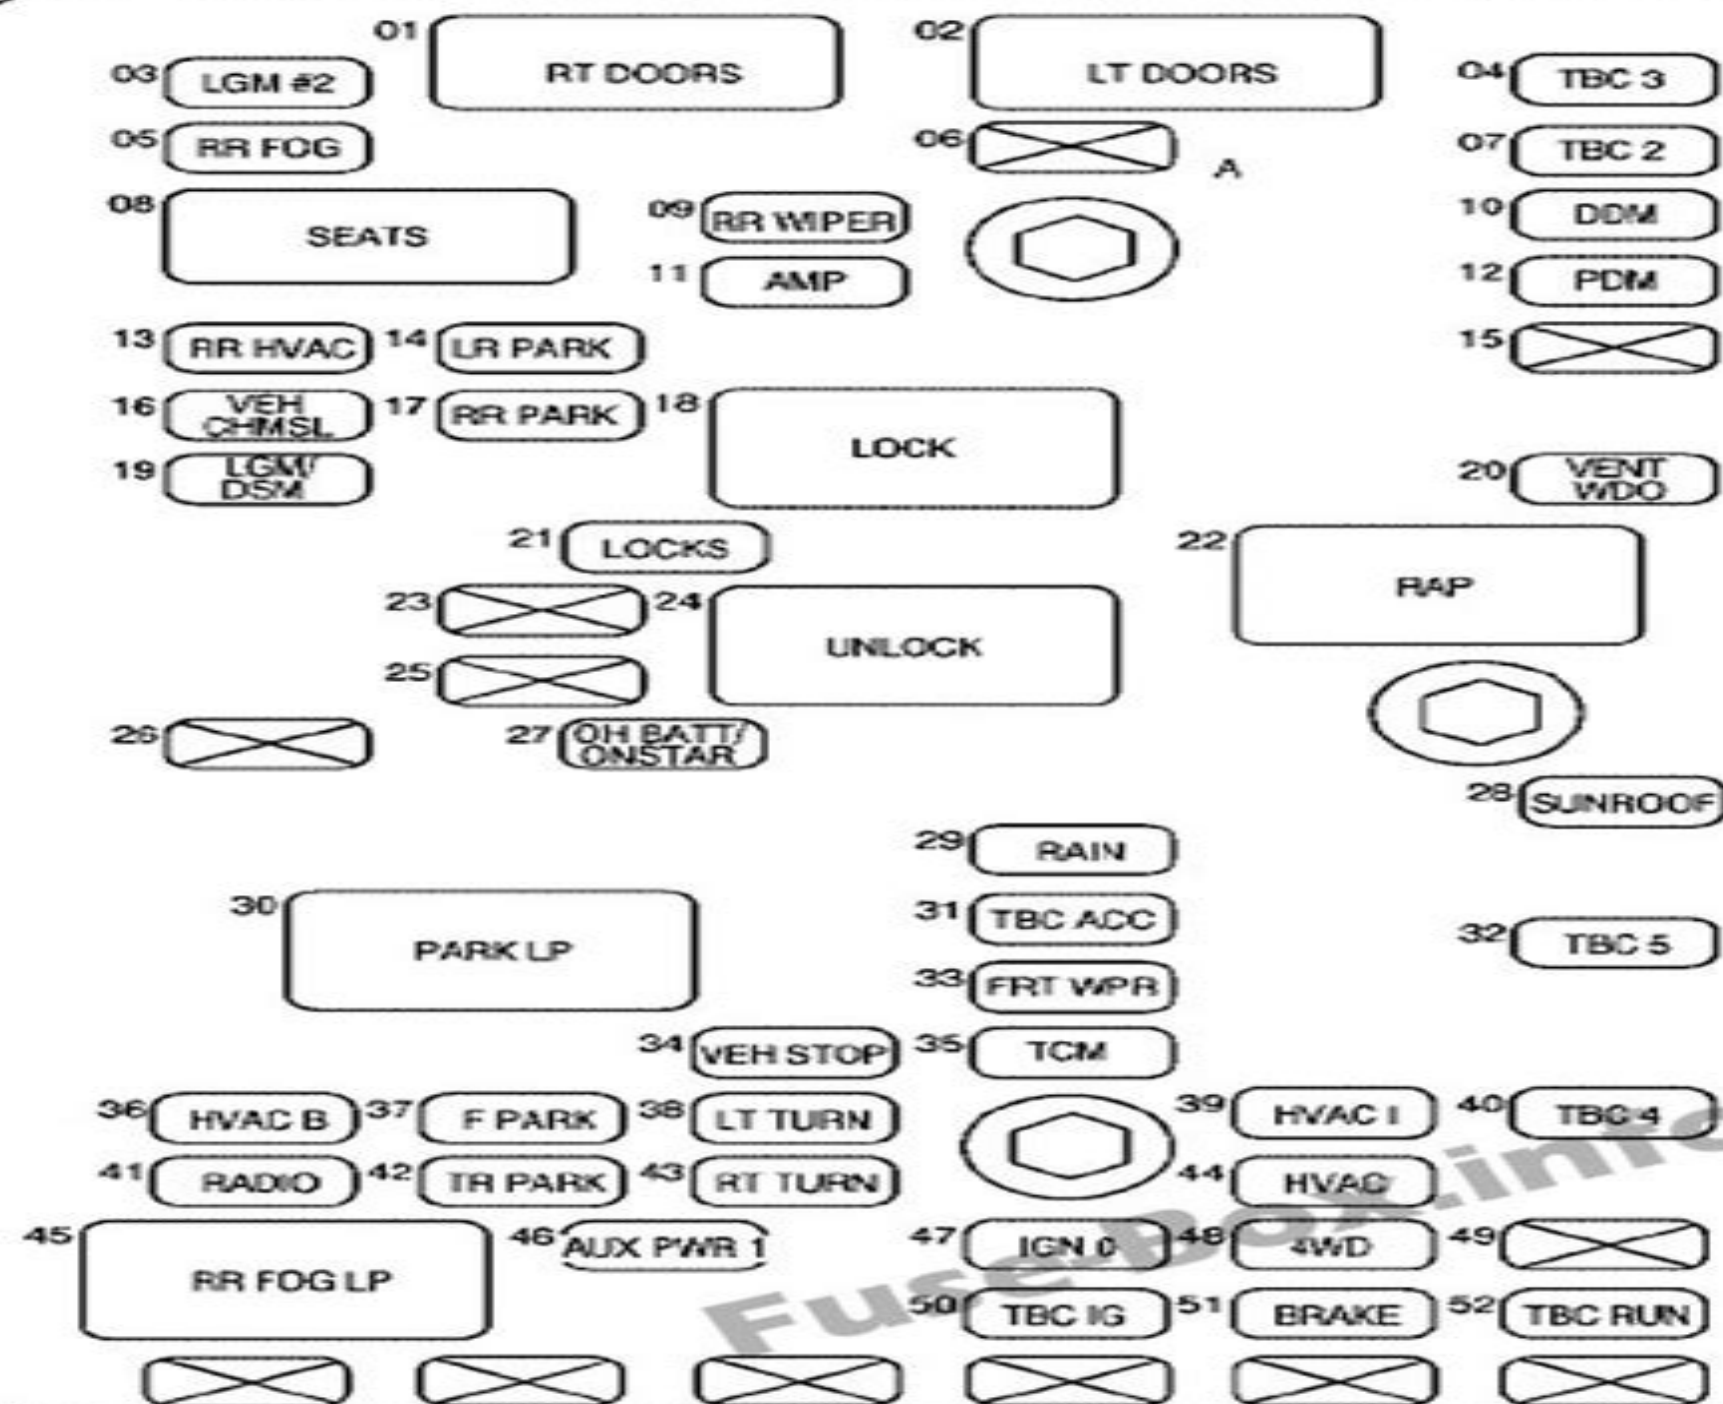 01 RT DOORS
02 LT DOORS
03 LGM #2
04 TBC 3
05 RR FOG
06
A
07 TBC 2
08 SEATS
09 RR WIPER
10 DDM
11 AMP
12 PDM
13 RR HVAC
14 LR PARK
15
16 VEH
CHMSL
17 RR PARK
18 LOCK
19 LGM/
DSM
20 VENT
WDO
21 LOCKS
22 RAP
23
24 UNLOCK
25
26
27 OH BATT/
ONSTAR
28 SUNROOF
29 RAIN
30 PARK LP
31 TBC ACC
32 TBC 5
33 FRT WPR
34 VEH STOP
35 TCM
36 HVAC B
37 F PARK
38 LT TURN
39 HVAC I
40 TBC 4
41 RADIO
42 TR PARK
43 RT TURN
44 HVAC
45 RR FOG LP
46 AUX PWR 1
47 IGN 0
48 4WD
49
50 TBC IG
51 BRAKE
52 TBC RUN
Fuse-Box.info